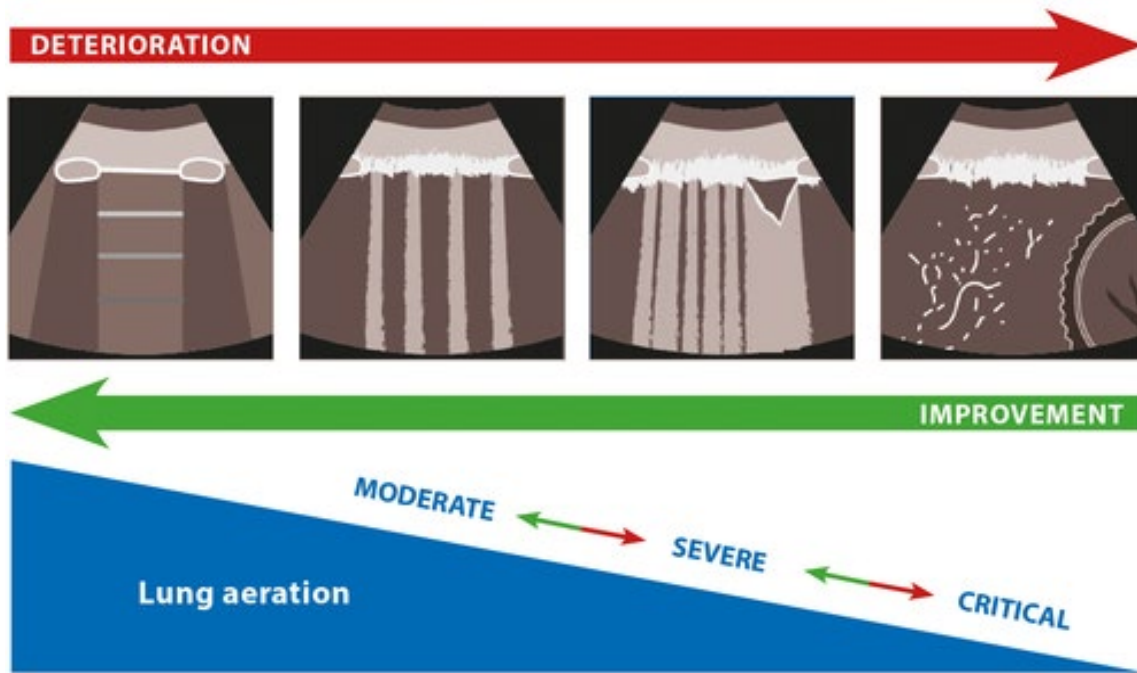 DETERIORATION
IMPROVEMENT
MODERATE
SEVERE
CRITICAL
Lung aeration